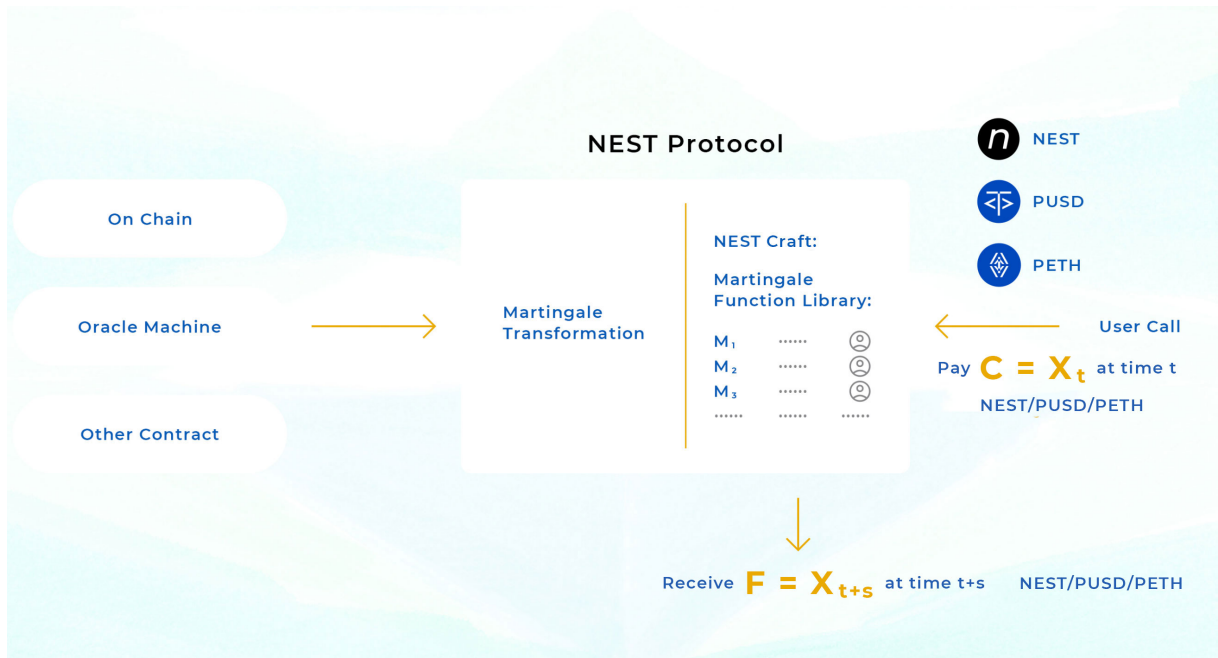 NEST Protocol
n
NEST
PUSD
PETH
On Chain
Oracle Machine
Other Contract
Martingale
Transformation
NEST Craft:
Martingale
Function Library:
M₁ ......
M₂ ......
M₃ ......
...... ...... ......
User Call
Pay C = Xₜ at time t
NEST/PUSD/PETH
Receive F = Xₜ₊ₛ at time t+s NEST/PUSD/PETH